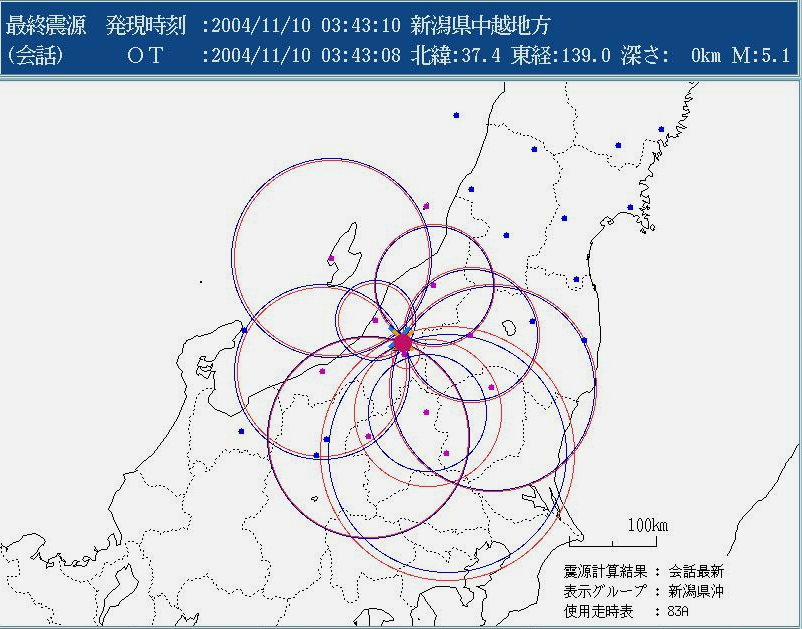 最終震源 発現時刻 :2004/11/10 03:43:10 新潟県中越地方
(会話) ＯＴ :2004/11/10 03:43:08 北緯:37.4 東経:139.0 深さ: 0km Ｍ:5.1
100km
震源計算結果 : 会話最新
表示グループ : 新潟県沖
使用走時表 : 83A